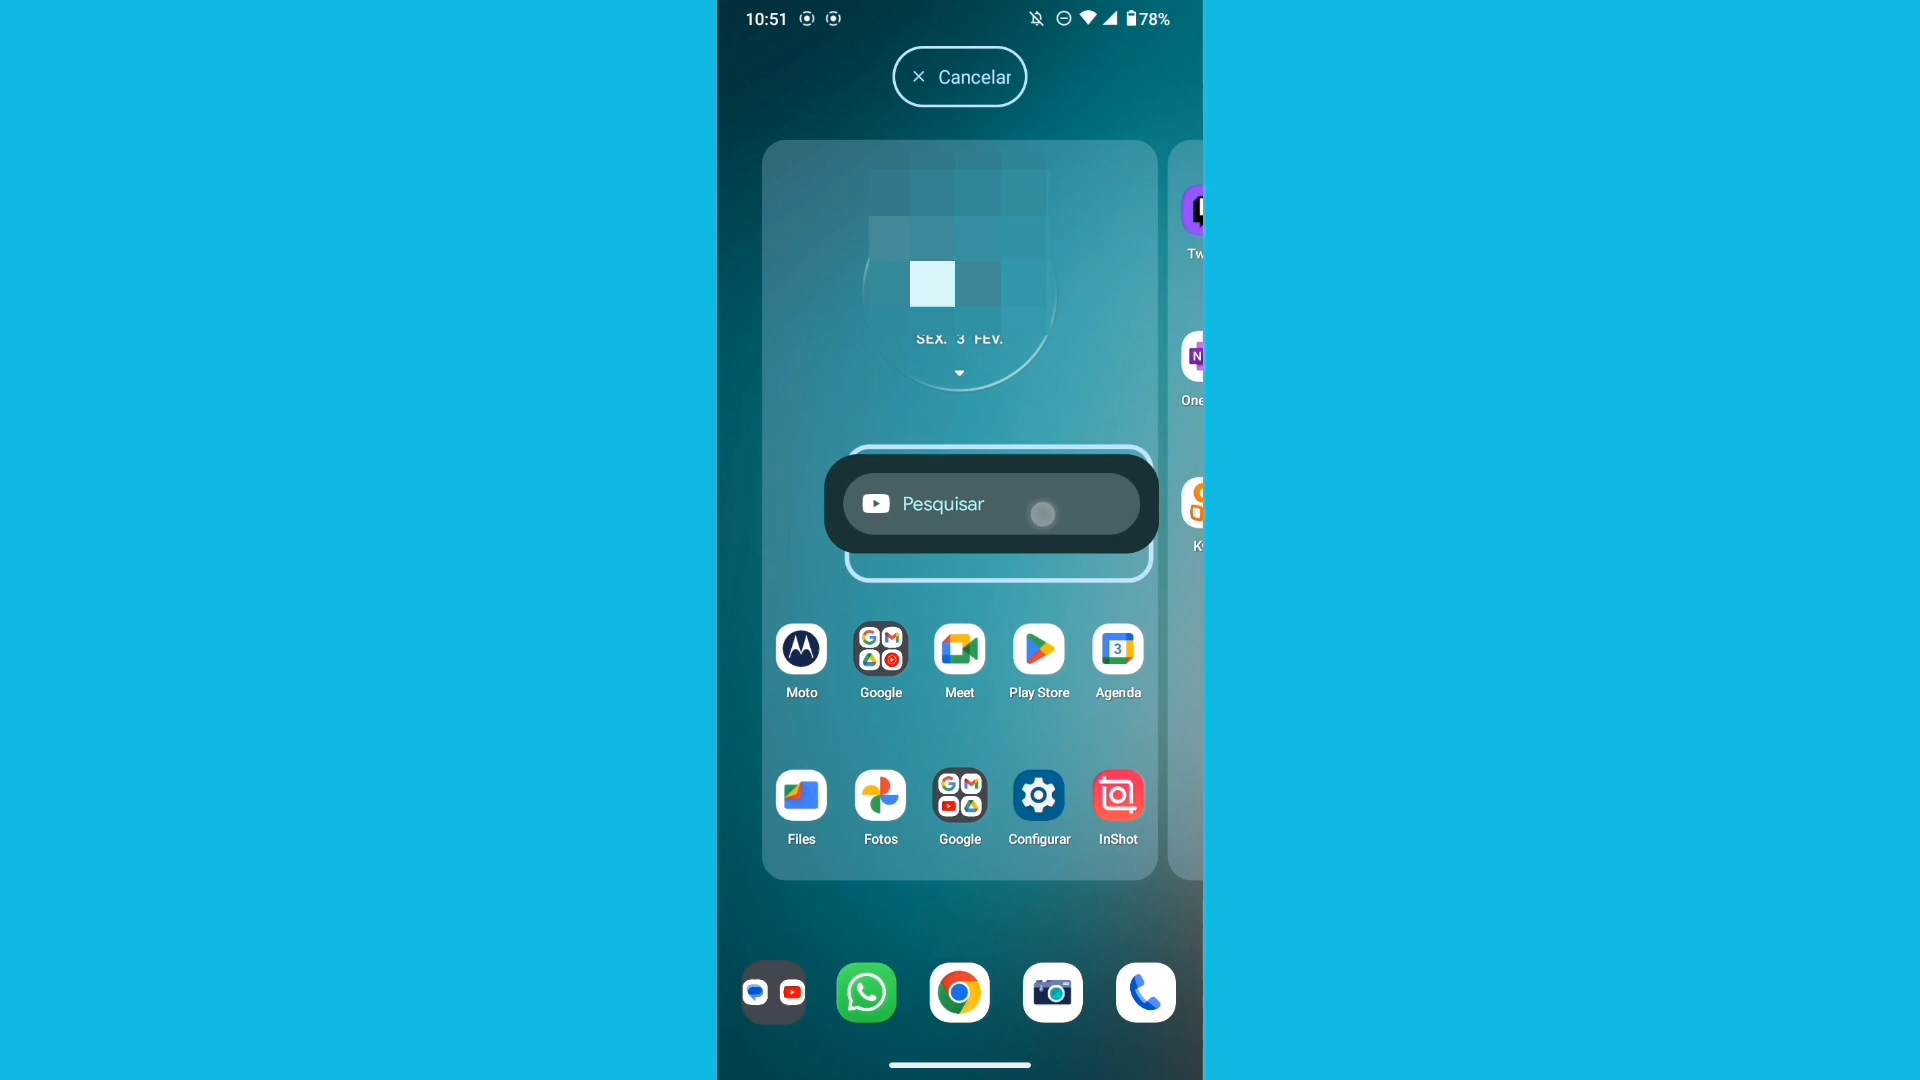 10:51
78%
Cancelar
SEX. 3 FEV.
Pesquisar
Moto
Google
Meet
Play Store
3
Agenda
Files
Fotos
Google
Configurar
InShot